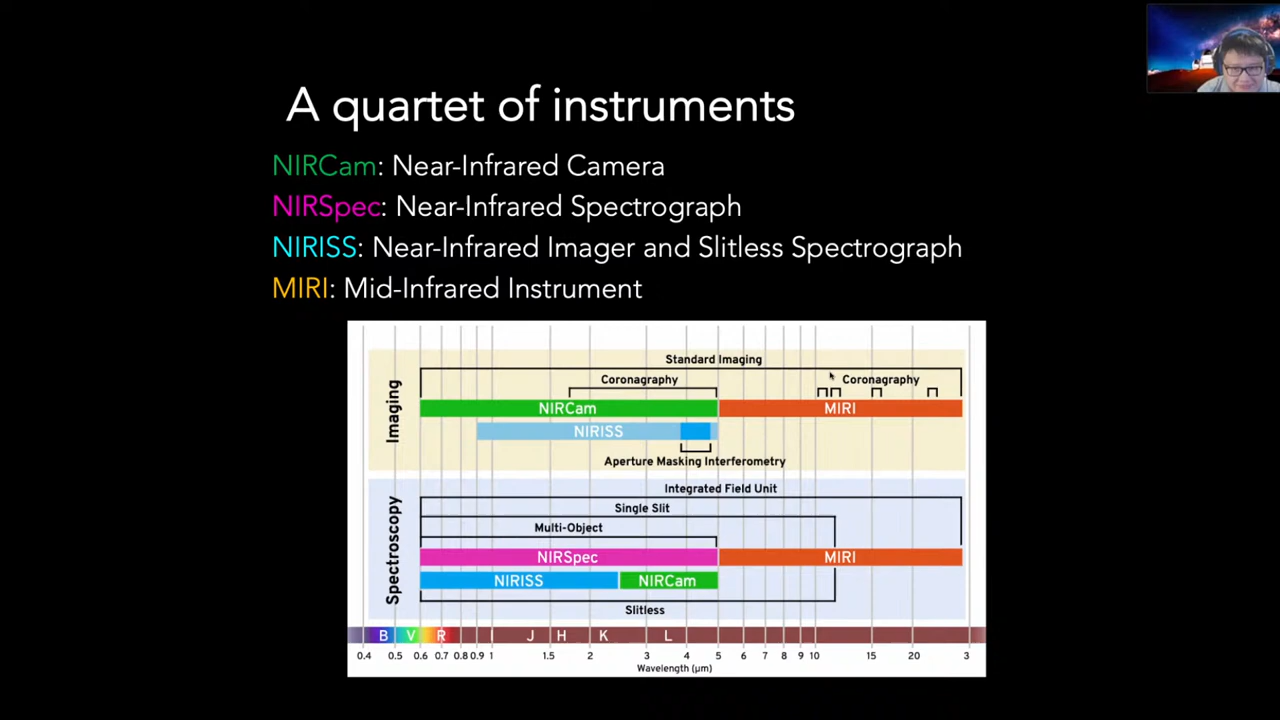 A quartet of instruments
NIRCam: Near-Infrared Camera
NIRSpec: Near-Infrared Spectrograph
NIRISS: Near-Infrared Imager and Slitless Spectrograph
MIRI: Mid-Infrared Instrument
Imaging
Standard Imaging
Coronagraphy Coronagraphy
NIRCam MIRI
NIRISS
Aperture Masking Interferometry
Spectroscopy
Integrated Field Unit
Single Slit
Multi-Object
NIRSpec MIRI
NIRISS NIRCam
Slitless
B V R I J H K L
0.4 0.5 0.6 0.7 0.8 0.9 1 1.5 2 3 4 5 6 7 8 9 10 15 20 3
Wavelength (μm)